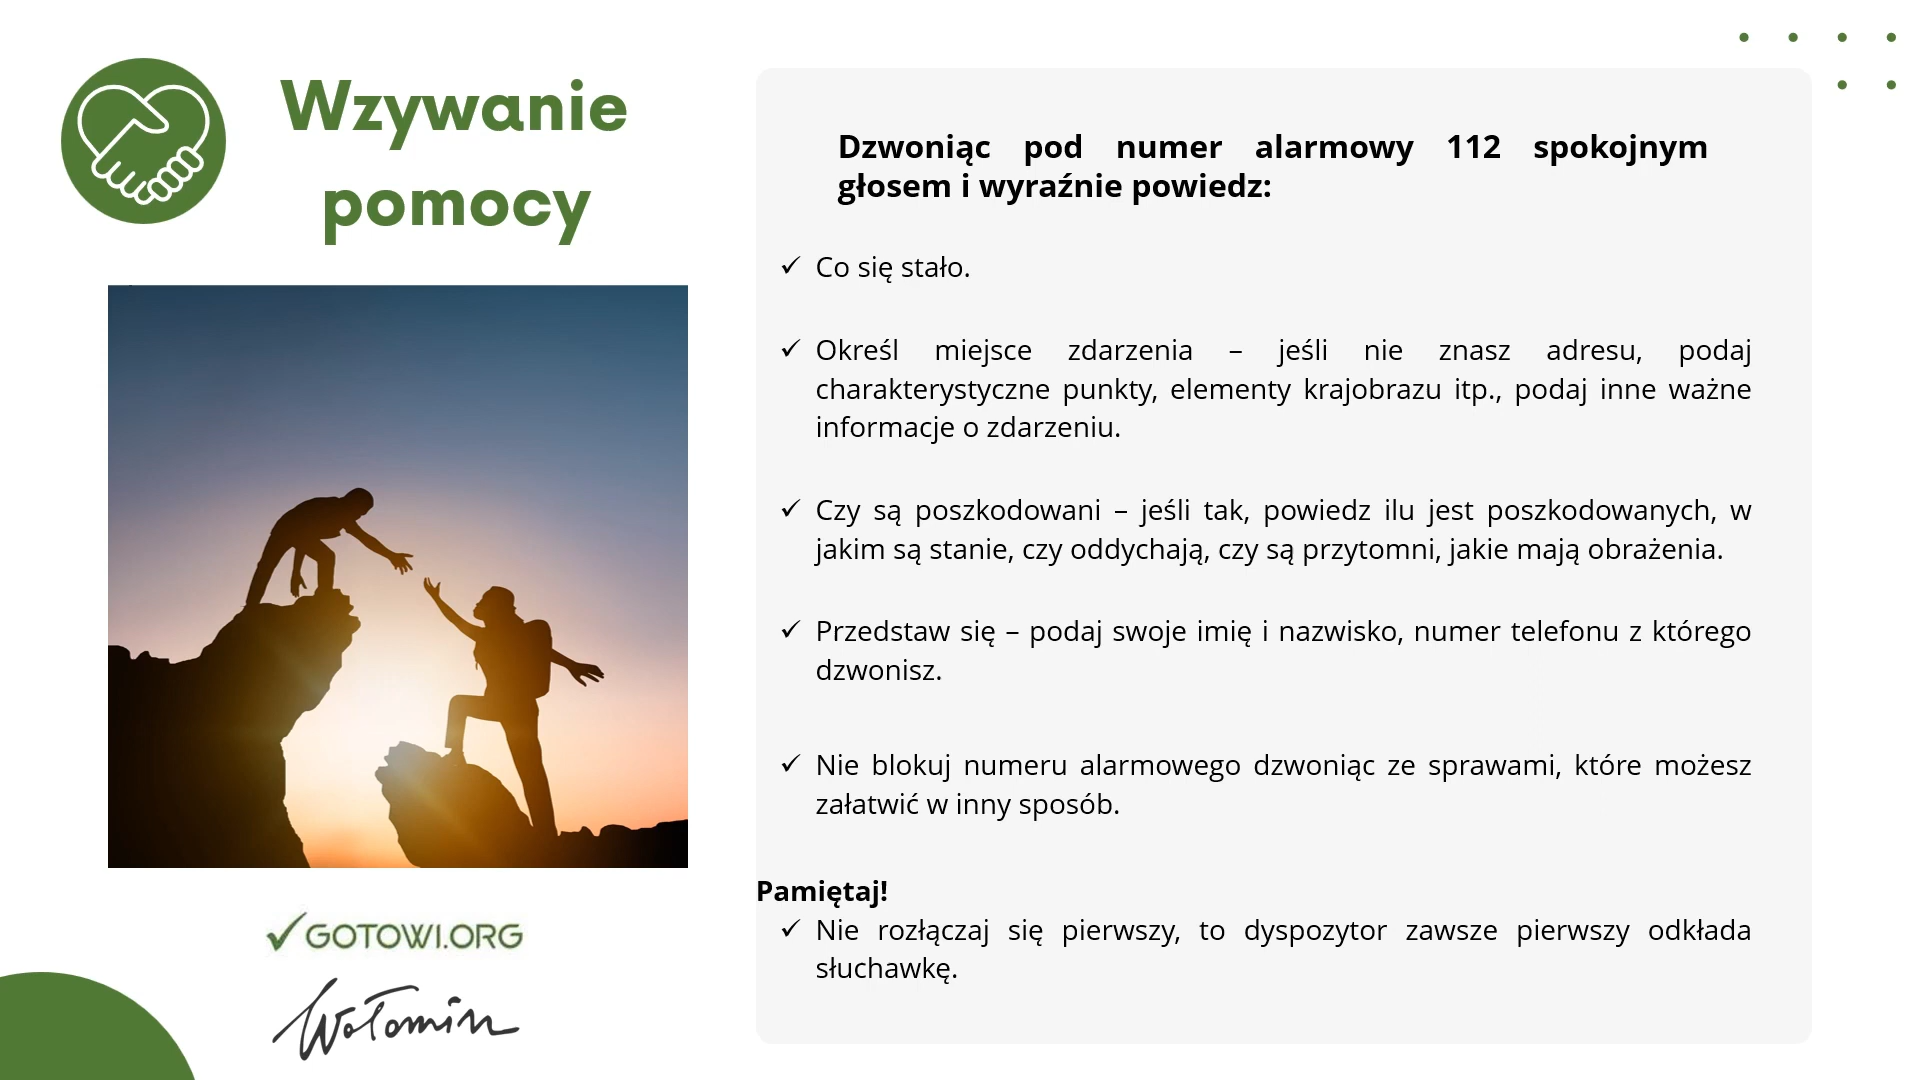 Wzywanie
pomocy
Dzwoniąc pod numer alarmowy 112 spokojnym
głosem i wyraźnie powiedz:
✓ Co się stało.
✓ Określ miejsce zdarzenia – jeśli nie znasz adresu, podaj
charakterystyczne punkty, elementy krajobrazu itp., podaj inne ważne
informacje o zdarzeniu.
✓ Czy są poszkodowani – jeśli tak, powiedz ilu jest poszkodowanych, w
jakim są stanie, czy oddychają, czy są przytomni, jakie mają obrażenia.
✓ Przedstaw się – podaj swoje imię i nazwisko, numer telefonu z którego
dzwonisz.
✓ Nie blokuj numeru alarmowego dzwoniąc ze sprawami, które możesz
załatwić w inny sposób.
Pamiętaj!
✓ Nie rozłączaj się pierwszy, to dyspozytor zawsze pierwszy odkłada
słuchawkę.
GOTOWI.ORG
Wołomin